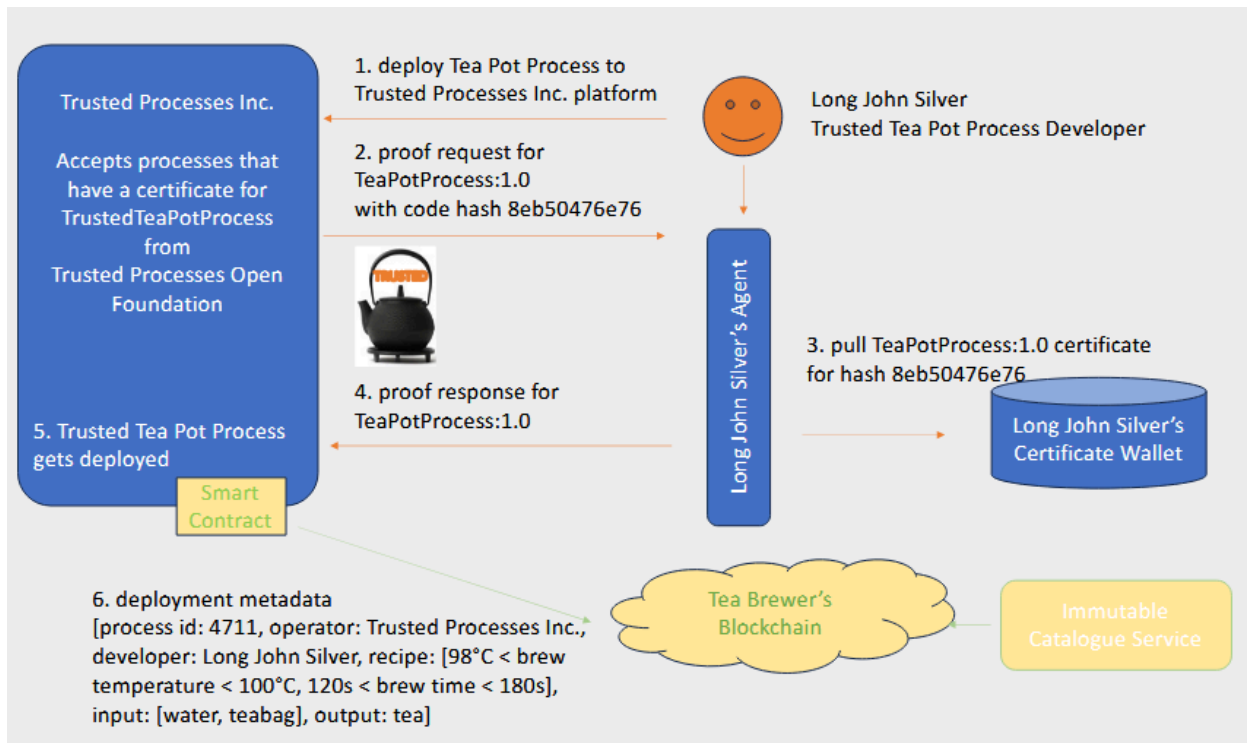 Trusted Processes Inc.
Accepts processes that
have a certificate for
TrustedTeaPotProcess
from
Trusted Processes Open
Foundation
5. Trusted Tea Pot Process
gets deployed
Smart
Contract
1. deploy Tea Pot Process to
Trusted Processes Inc. platform
2. proof request for
TeaPotProcess:1.0
with code hash 8eb50476e76
TRUSTED
4. proof response for
TeaPotProcess:1.0
Long John Silver
Trusted Tea Pot Process Developer
Long John Silver's Agent
3. pull TeaPotProcess:1.0 certificate
for hash 8eb50476e76
Long John Silver's
Certificate Wallet
6. deployment metadata
[process id: 4711, operator: Trusted Processes Inc.,
developer: Long John Silver, recipe: [98°C < brew
temperature < 100°C, 120s < brew time < 180s],
input: [water, teabag], output: tea]
Tea Brewer's
Blockchain
Immutable
Catalogue Service